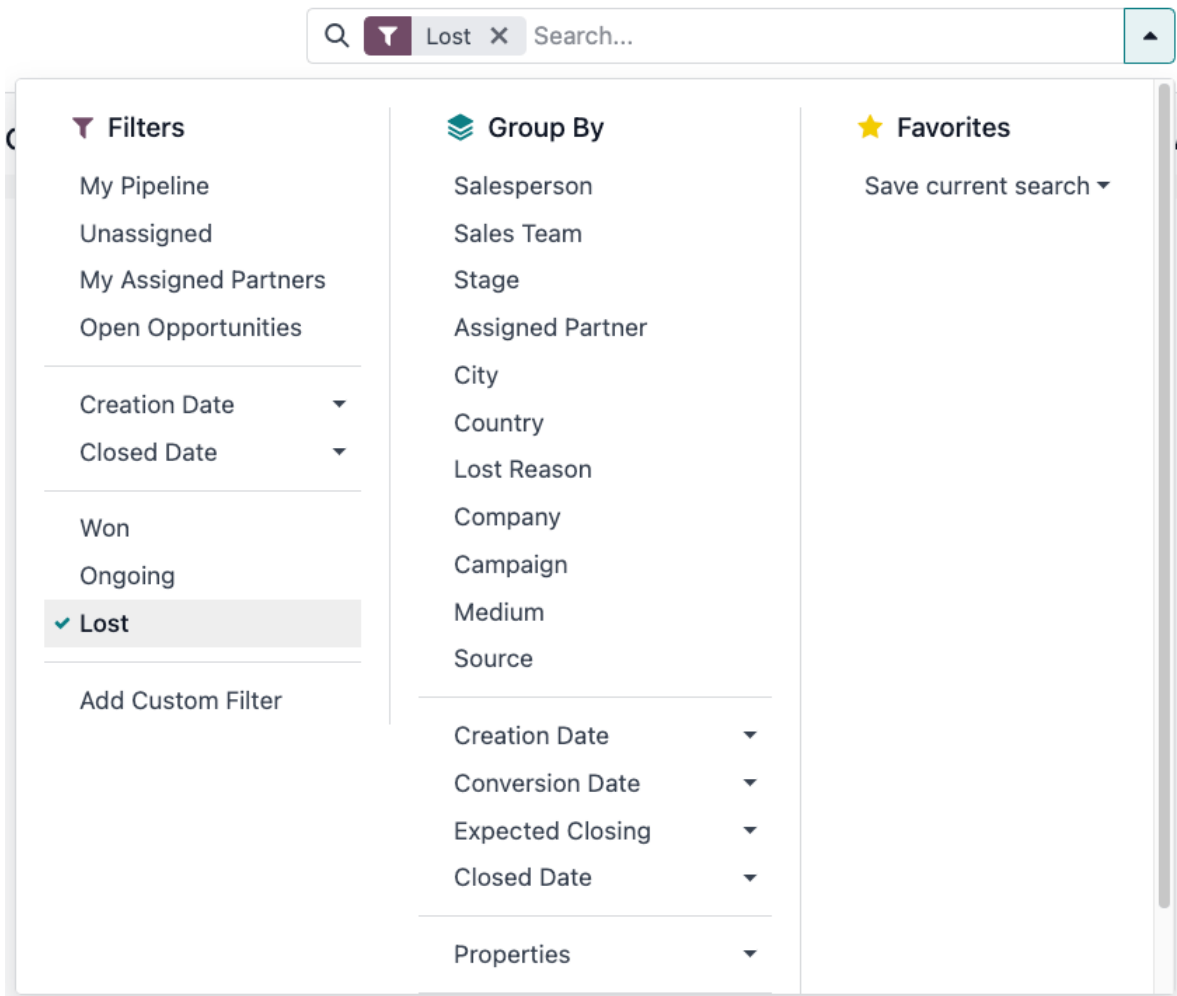 Lost
Search...
Filters
My Pipeline
Unassigned
My Assigned Partners
Open Opportunities
Creation Date
Closed Date
Won
Ongoing
Lost
Add Custom Filter
Group By
Salesperson
Sales Team
Stage
Assigned Partner
City
Country
Lost Reason
Company
Campaign
Medium
Source
Creation Date
Conversion Date
Expected Closing
Closed Date
Properties
Favorites
Save current search